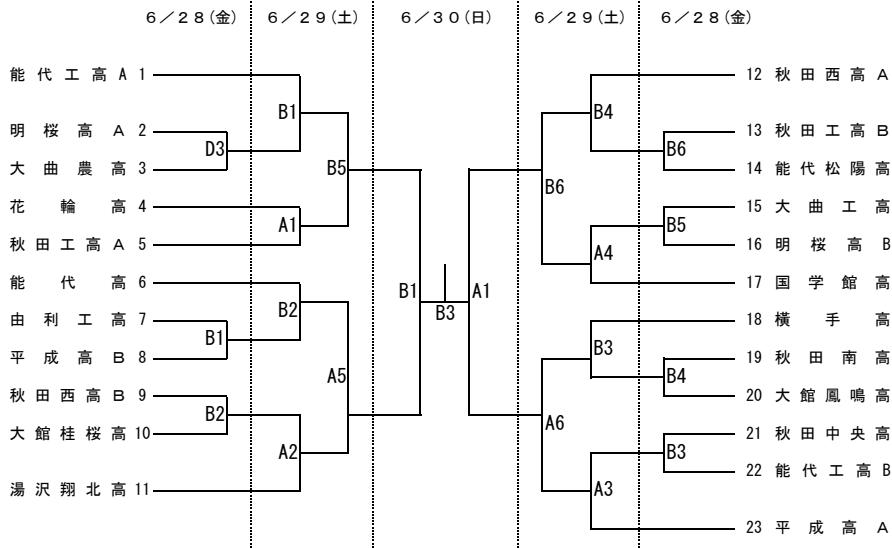 6／28(金) 6／29(土) 6／30(日) 6／29(土) 6／28(金)
能代工高A 1
明桜高A 2
大曲農高 3
花輪高 4
秋田工高A 5
能代高 6
由利工高 7
平成高B 8
秋田西高B 9
大館桂桜高 10
湯沢翔北高 11
D3
B1
B2
B1
A1
B2
A2
B5
A5
B1
B3
A1
B6
A6
B4
A4
B3
A3
B6
B5
B4
B3
12 秋田西高A
13 秋田工高B
14 能代松陽高
15 大曲工高
16 明桜高B
17 国学館高
18 横手高
19 秋田南高
20 大館鳳鳴高
21 秋田中央高
22 能代工高B
23 平成高A